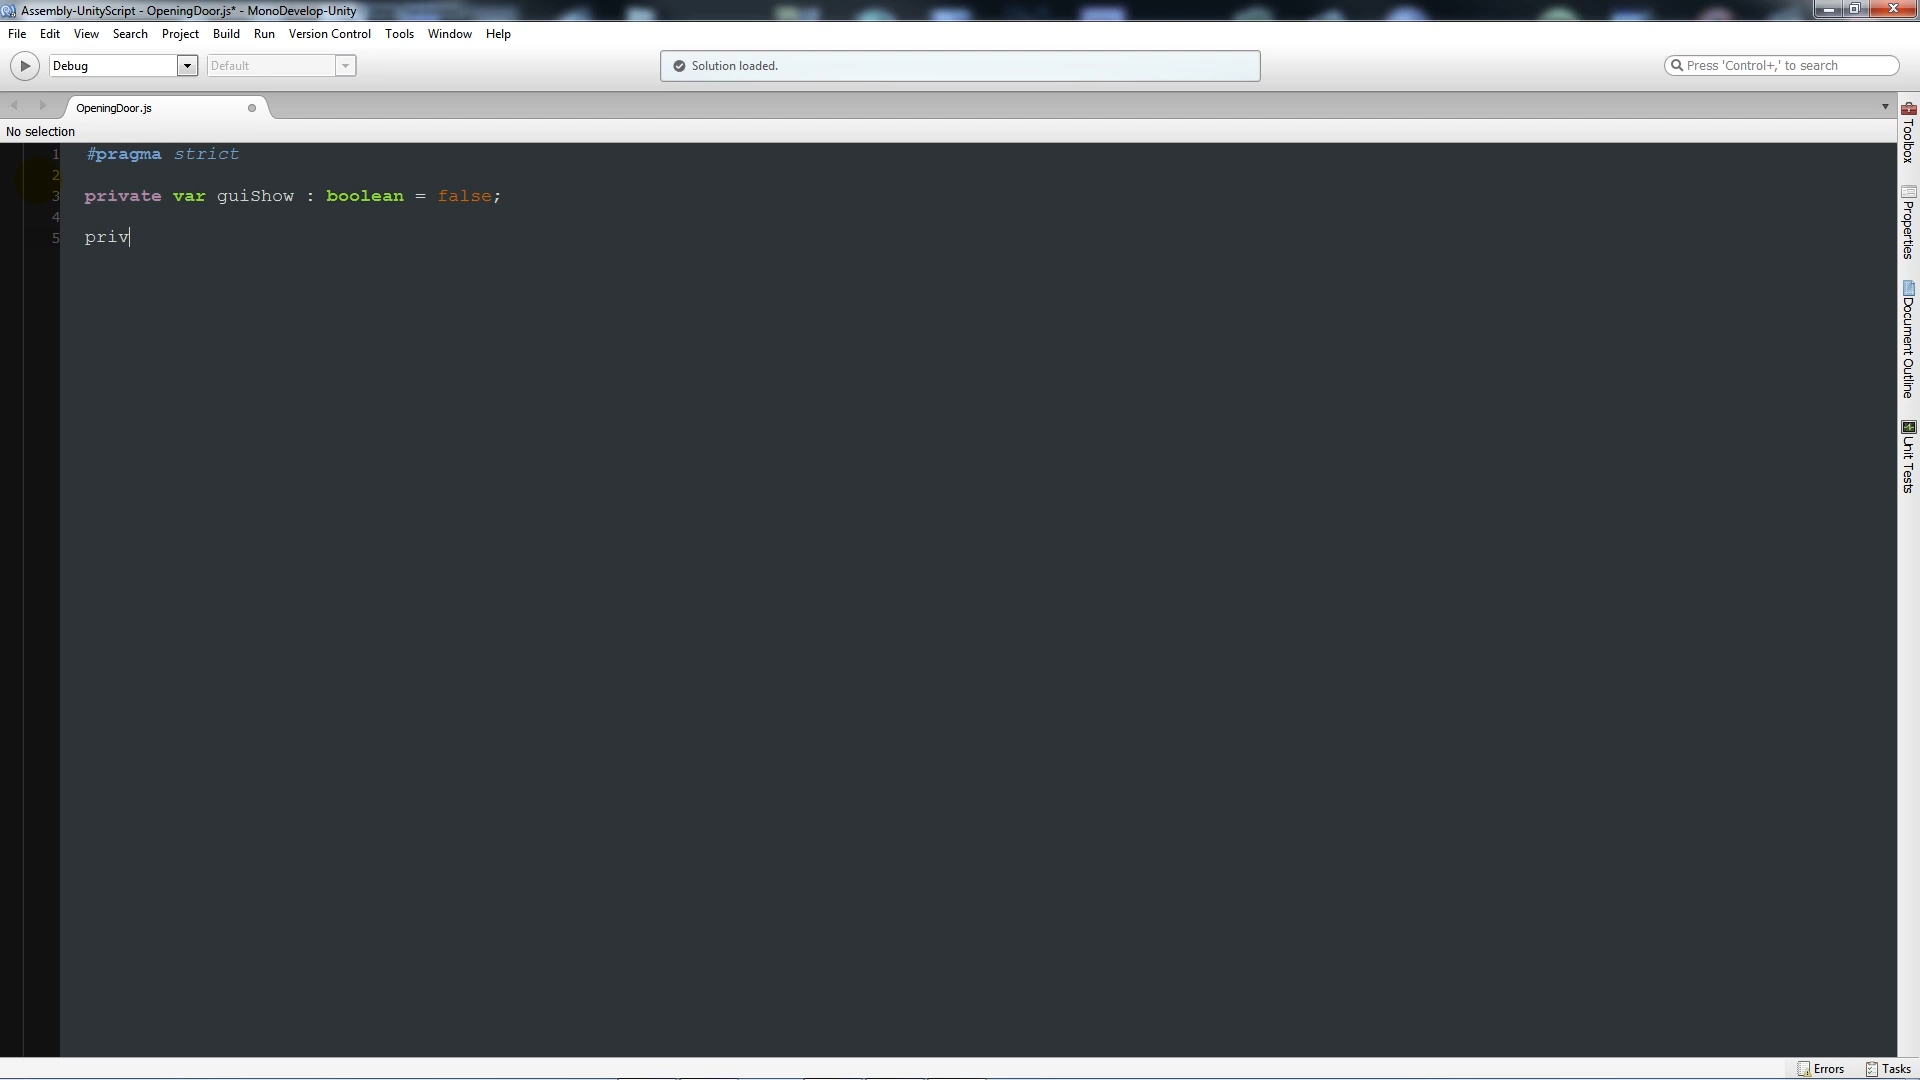 Assembly-UnityScript - OpeningDoor.js* - MonoDevelop-Unity
File Edit View Search Project Build Run Version Control Tools Window Help
Debug Default Solution loaded. Press 'Control+,' to search
OpeningDoor.js
No selection
1 #pragma strict
2
3 private var guiShow : boolean = false;
4
5 priv
Toolbox
Properties
Document Outline
Unit Tests
Errors Tasks